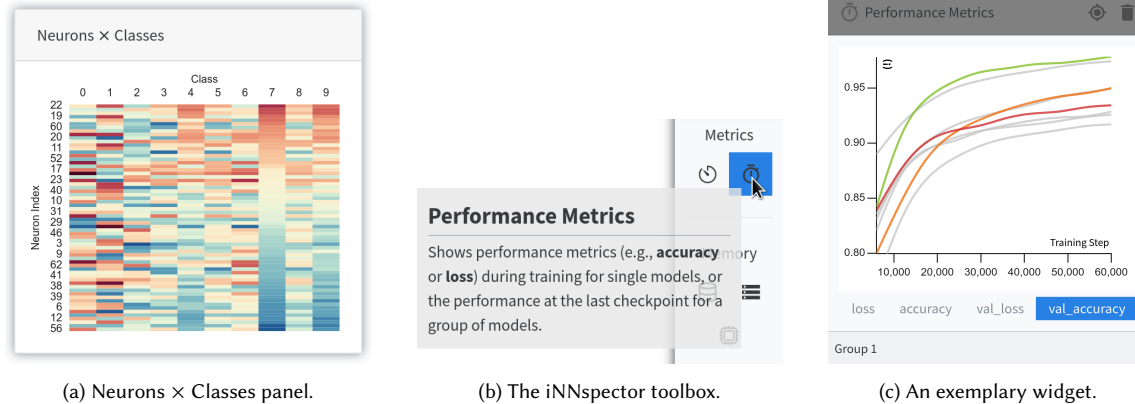 Neurons × Classes
Class
0 1 2 3 4 5 6 7 8 9
Neuron Index
22
19
60
20
11
52
17
23
40
10
31
29
46
3
9
62
41
38
39
6
12
56
(a) Neurons × Classes panel.
Metrics
Performance Metrics
Shows performance metrics (e.g., accuracy
or loss) during training for single models, or
the performance at the last checkpoint for a
group of models.
(b) The iNNspector toolbox.
Performance Metrics
0.95
0.90
0.85
0.80
Training Step
10,000 20,000 30,000 40,000 50,000 60,000
loss accuracy val_loss val_accuracy
Group 1
(c) An exemplary widget.